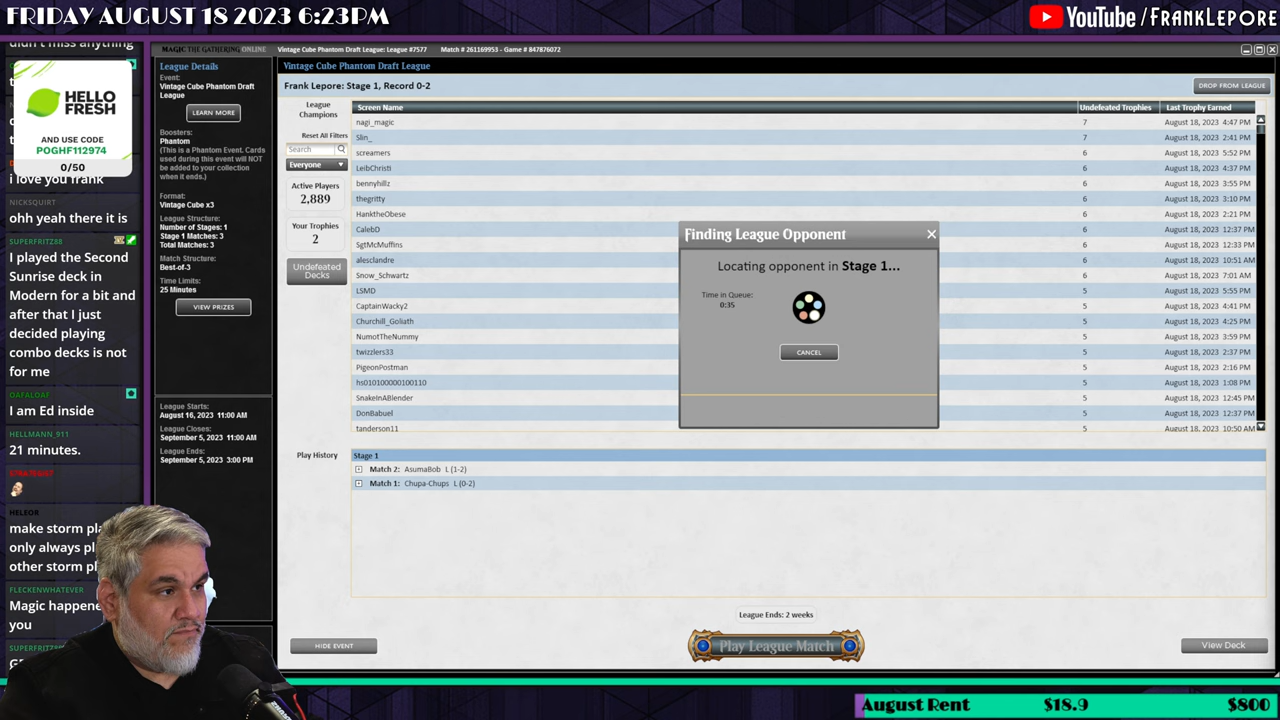 FRIDAY AUGUST 18 2023 6:23PM
YouTube /FRANKLEPORE
didn't miss anything
HELLO
FRESH
AND USE CODE
POGHF112974
0/50
i love you frank
NICKSQUIRT
ohh yeah there it is
SUPERFRITZ88
I played the Second
Sunrise deck in
Modern for a bit and
after that I just
decided playing
combo decks is not
for me
OAFALOAF
I am Ed inside
HELLMANN_911
21 minutes.
HELEOR
make storm pla
only always pl
other storm pl
FLECKENWHATEVER
Magic happene
you
MAGIC THE GATHERING ONLINE
Vintage Cube Phantom Draft League: League #7577
Match # 261169953 - Game # 847876072
League Details
Event:
Vintage Cube Phantom Draft
League
LEARN MORE
Boosters:
Phantom
(This is a Phantom Event. Cards
used during this event will NOT
be added to your collection
when it ends.)
Format:
Vintage Cube x3
League Structure:
Number of Stages: 1
Stage 1 Matches: 3
Total Matches: 3
Match Structure:
Best-of-3
Time Limits:
25 Minutes
VIEW PRIZES
League Starts:
August 16, 2023 11:00 AM
League Closes:
September 5, 2023 11:00 AM
League Ends:
September 5, 2023 3:00 PM
Vintage Cube Phantom Draft League
Frank Lepore: Stage 1, Record 0-2
DROP FROM LEAGUE
League
Champions
Reset All Filters
Search
Everyone
Active Players
2,889
Your Trophies
2
Undefeated
Decks
Screen Name Undefeated Trophies Last Trophy Earned
nagi_magic 7 August 18, 2023 4:47 PM
Slin_ 7 August 18, 2023 2:41 PM
screamers 6 August 18, 2023 5:52 PM
LeibChristi 6 August 18, 2023 4:37 PM
bennyhillz 6 August 18, 2023 3:55 PM
thegritty 6 August 18, 2023 3:10 PM
HanktheObese 6 August 18, 2023 2:21 PM
CalebD 6 August 18, 2023 12:37 PM
SgtMcMuffins 6 August 18, 2023 12:33 PM
alesclandre 6 August 18, 2023 10:51 AM
Snow_Schwartz 6 August 18, 2023 7:01 AM
LSMD 5 August 18, 2023 5:55 PM
CaptainWacky2 5 August 18, 2023 4:41 PM
Churchill_Goliath 5 August 18, 2023 4:25 PM
NumotTheNummy 5 August 18, 2023 3:59 PM
twizzlers33 5 August 18, 2023 2:37 PM
PigeonPostman 5 August 18, 2023 2:16 PM
hs010100000100110 5 August 18, 2023 1:08 PM
SnakeInABlender 5 August 18, 2023 12:45 PM
DonBabuel 5 August 18, 2023 12:37 PM
tanderson11 5 August 18, 2023 10:50 AM
Finding League Opponent
Locating opponent in Stage 1...
Time in Queue:
0:35
CANCEL
Play History
Stage 1
Match 2: AsumaBob L (1-2)
Match 1: Chupa-Chups L (0-2)
League Ends: 2 weeks
HIDE EVENT
Play League Match
View Deck
August Rent $18.9 $800